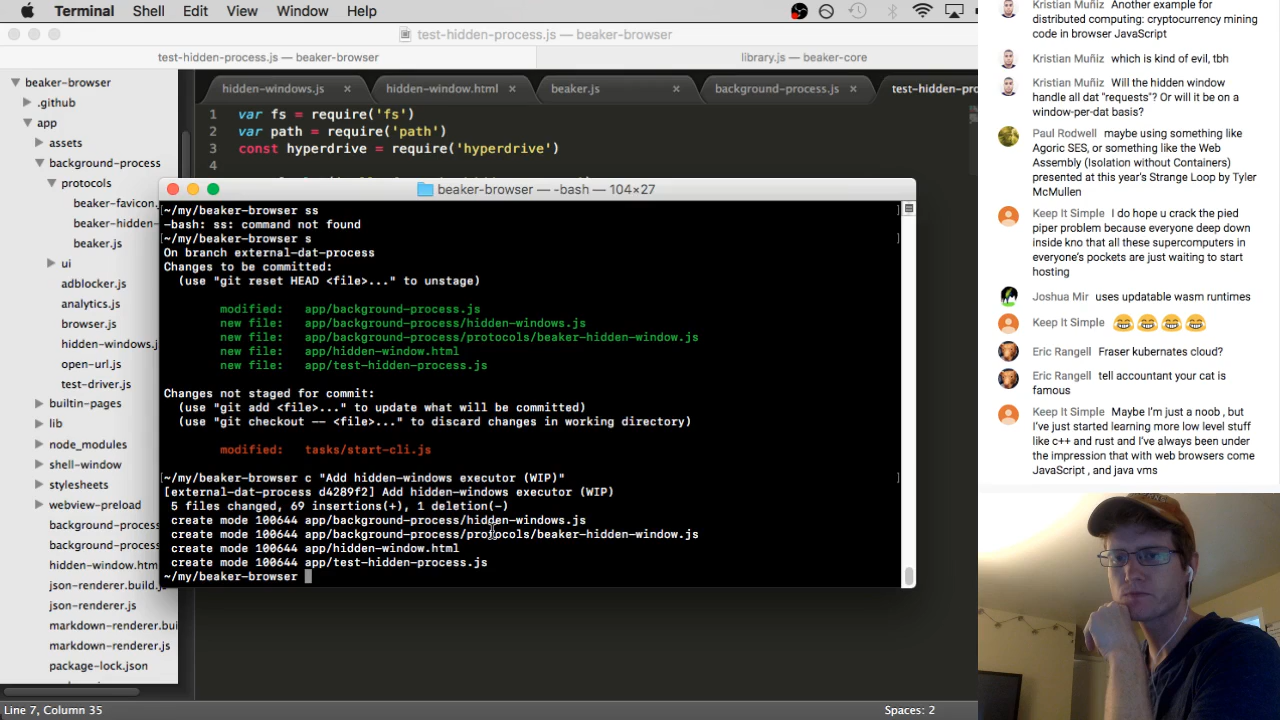 Terminal Shell Edit View Window Help
test-hidden-process.js — beaker-browser
test-hidden-process.js — beaker-browser
library.js — beaker-core
beaker-browser
.github
app
assets
background-process
protocols
beaker-favicon.
beaker-hidden-
beaker.js
ui
adblocker.js
analytics.js
browser.js
hidden-windows.j
open-url.js
test-driver.js
builtin-pages
lib
node_modules
shell-window
stylesheets
webview-preload
background-proces
hidden-window.htm
json-renderer.build.j
json-renderer.js
markdown-renderer.bui
markdown-renderer.js
package-lock.json
hidden-windows.js × hidden-window.html × beaker.js × background-process.js × test-hidden-pro
1 var fs = require('fs')
2 var path = require('path')
3 const hyperdrive = require('hyperdrive')
4
beaker-browser — -bash — 104×27
[~/my/beaker-browser ss ]
-bash: ss: command not found
[~/my/beaker-browser s ]
On branch external-dat-process
Changes to be committed:
(use "git reset HEAD <file>..." to unstage)
modified: app/background-process.js
new file: app/background-process/hidden-windows.js
new file: app/background-process/protocols/beaker-hidden-window.js
new file: app/hidden-window.html
new file: app/test-hidden-process.js
Changes not staged for commit:
(use "git add <file>..." to update what will be committed)
(use "git checkout -- <file>..." to discard changes in working directory)
modified: tasks/start-cli.js
[~/my/beaker-browser c "Add hidden-windows executor (WIP)" ]
[external-dat-process d4289f2] Add hidden-windows executor (WIP)
5 files changed, 69 insertions(+), 1 deletion(-)
create mode 100644 app/background-process/hidden-windows.js
create mode 100644 app/background-process/protocols/beaker-hidden-window.js
create mode 100644 app/hidden-window.html
create mode 100644 app/test-hidden-process.js
~/my/beaker-browser
Line 7, Column 35
Spaces: 2
Kristian Muñiz Another example for
distributed computing: cryptocurrency mining
code in browser JavaScript
Kristian Muñiz which is kind of evil, tbh
Kristian Muñiz Will the hidden window
handle all dat "requests"? Or will it be on a
window-per-dat basis?
Paul Rodwell maybe using something like
Agoric SES, or something like the Web
Assembly (Isolation without Containers)
presented at this year's Strange Loop by Tyler
McMullen
Keep It Simple I do hope u crack the pied
piper problem because everyone deep down
inside kno that all these supercomputers in
everyone's pockets are just waiting to start
hosting
Joshua Mir uses updatable wasm runtimes
Keep It Simple 😂😂😂😂
Eric Rangell Fraser kubernates cloud?
Eric Rangell tell accountant your cat is
famous
Keep It Simple Maybe I'm just a noob , but
I've just started learning more low level stuff
like c++ and rust and I've always been under
the impression that with web browsers come
JavaScript , and java vms